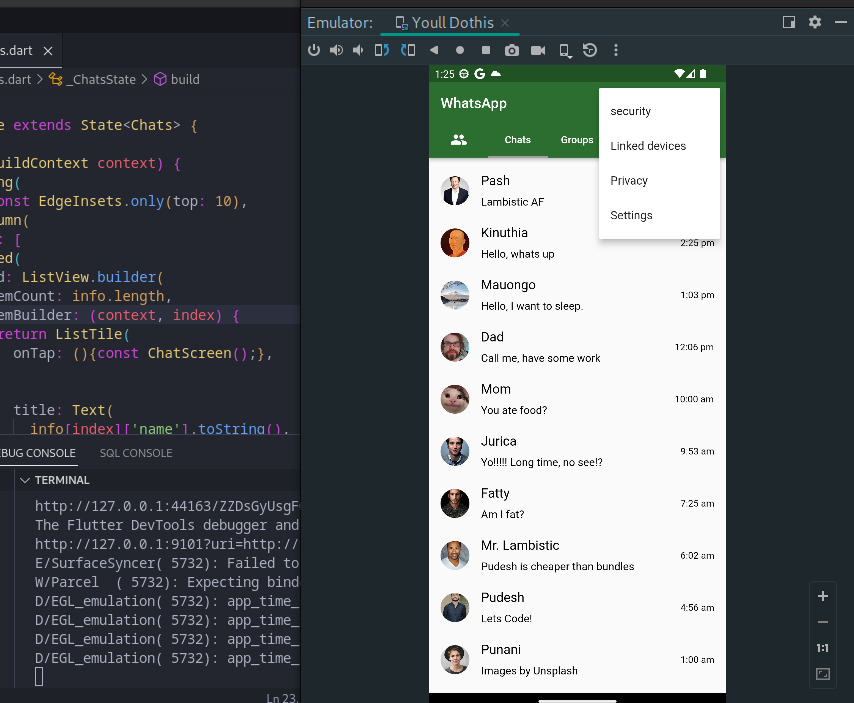 Emulator: Youll Dothis
s.dart
s.dart > _ChatsState > build
e extends State<Chats> {
uildContext context) {
ng(
onst EdgeInsets.only(top: 10),
umn(
: [
ed(
d: ListView.builder(
emCount: info.length,
emBuilder: (context, index) {
return ListTile(
onTap: (){const ChatScreen();},
title: Text(
info[index]['name'].toString(),
BUG CONSOLE SQL CONSOLE
TERMINAL
http://127.0.0.1:44163/ZZDsGyUsgF
The Flutter DevTools debugger and
http://127.0.0.1:9101?uri=http://
E/SurfaceSyncer( 5732): Failed to
W/Parcel  ( 5732): Expecting bind
D/EGL_emulation( 5732): app_time_
D/EGL_emulation( 5732): app_time_
D/EGL_emulation( 5732): app_time_
D/EGL_emulation( 5732): app_time_
Ln 23,
1:25
WhatsApp
Chats Groups
security
Linked devices
Privacy
Settings
Pash
Lambistic AF
Kinuthia
Hello, whats up
2:25 pm
Mauongo
Hello, I want to sleep.
1:03 pm
Dad
Call me, have some work
12:06 pm
Mom
You ate food?
10:00 am
Jurica
Yo!!!!! Long time, no see!?
9:53 am
Fatty
Am I fat?
7:25 am
Mr. Lambistic
Pudesh is cheaper than bundles
6:02 am
Pudesh
Lets Code!
4:56 am
Punani
Images by Unsplash
1:00 am
1:1